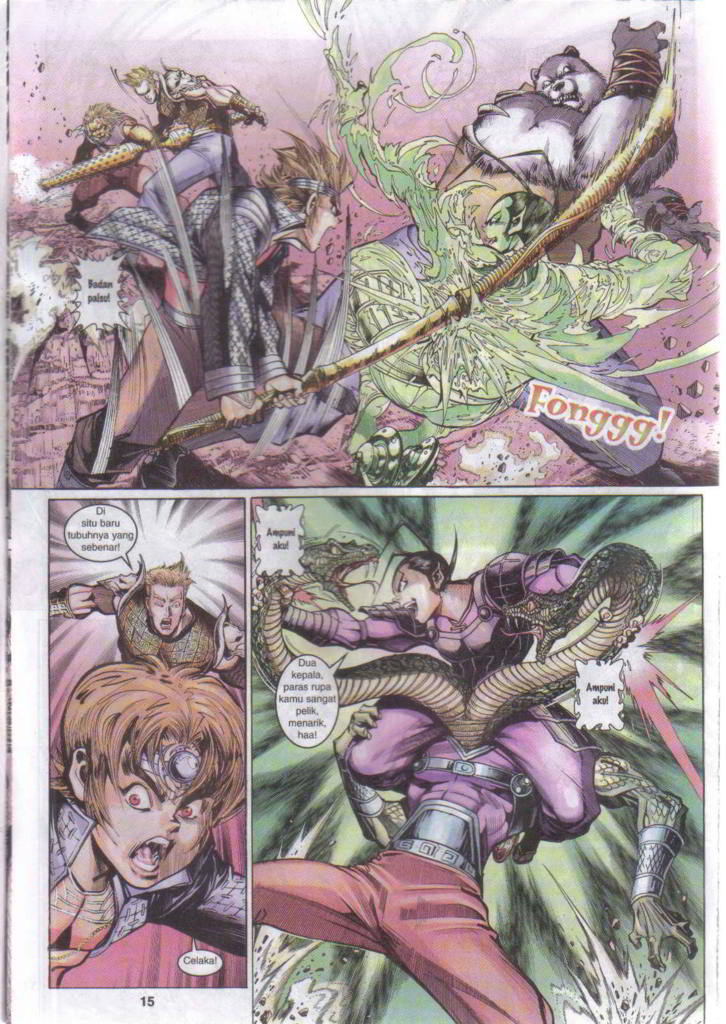 Badan
palsu!
Fonggg!
Di
situ baru
tubuhnya yang
sebenar!
Celaka!
Ampuni
aku!
Dua
kepala,
paras rupa
kamu sangat
pelik,
menarik,
haa!
Ampuni
aku!
15